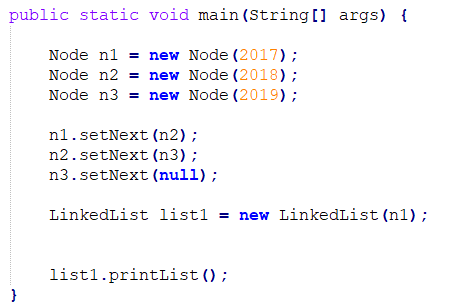 public static void main(String[] args) {
Node n1 = new Node(2017);
Node n2 = new Node(2018);
Node n3 = new Node(2019);
n1.setNext(n2);
n2.setNext(n3);
n3.setNext(null);
LinkedList list1 = new LinkedList(n1);
list1.printList();
}